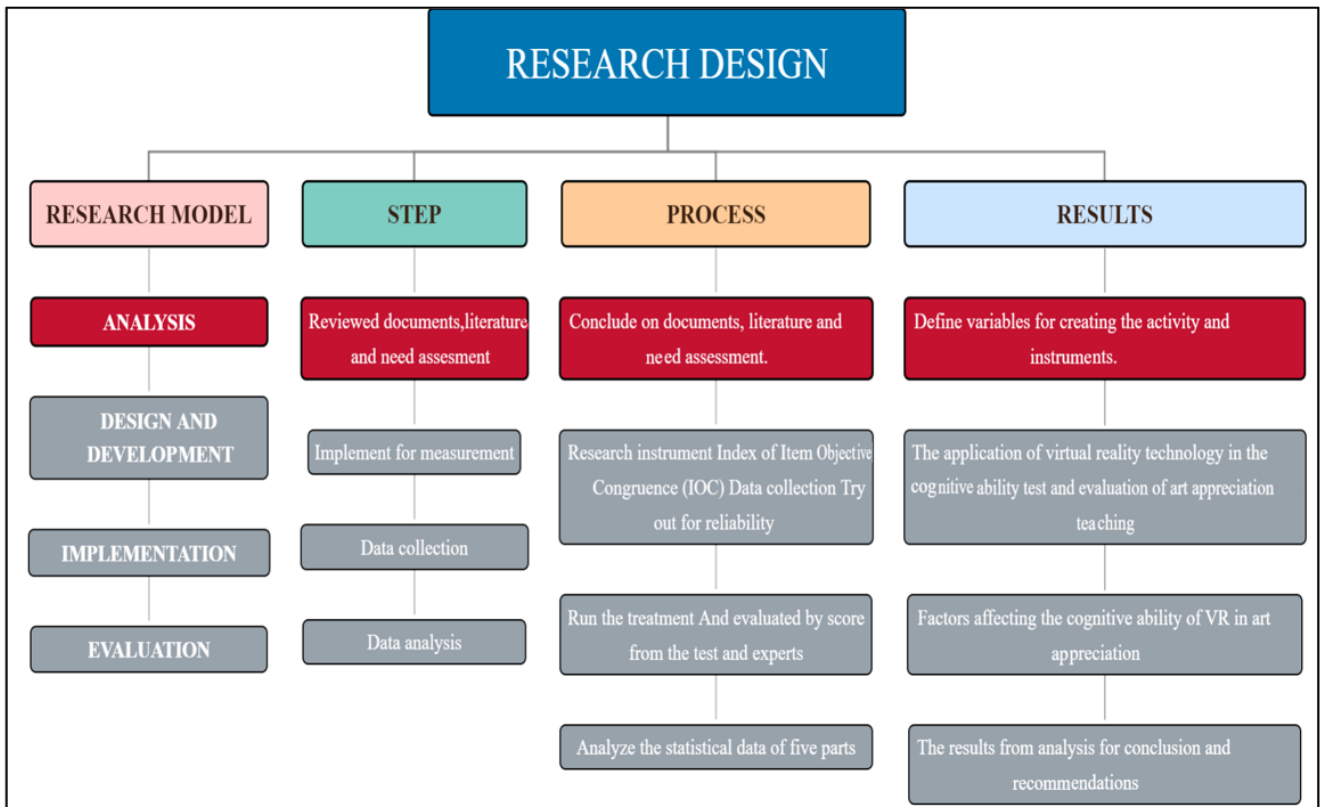 RESEARCH DESIGN
RESEARCH MODEL
ANALYSIS
DESIGN AND
DEVELOPMENT
IMPLEMENTATION
EVALUATION
STEP
Reviewed documents,literature
and need assesment
Implement for measurement
Data collection
Data analysis
PROCESS
Conclude on documents, literature and
need assessment.
Research instrument Index of Item Objective
Congruence (IOC) Data collection Try
out for reliability
Run the treatment And evaluated by score
from the test and experts
Analyze the statistical data of five parts
RESULTS
Define variables for creating the activity and
instruments.
The application of virtual reality technology in the
cognitive ability test and evaluation of art appreciation
teaching
Factors affecting the cognitive ability of VR in art
appreciation
The results from analysis for conclusion and
recommendations